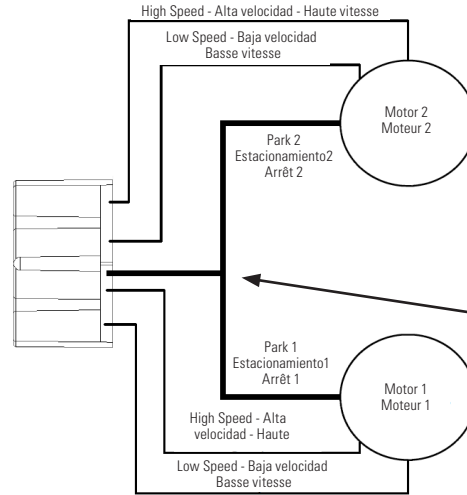 High Speed - Alta velocidad - Haute vitesse
Low Speed - Baja velocidad
Basse vitesse
Motor 2
Moteur 2
Park 2
Estacionamiento2
Arrêt 2
Park 1
Estacionamiento1
Arrêt 1
Motor 1
Moteur 1
High Speed - Alta
velocidad - Haute
Low Speed - Baja velocidad
Basse vitesse